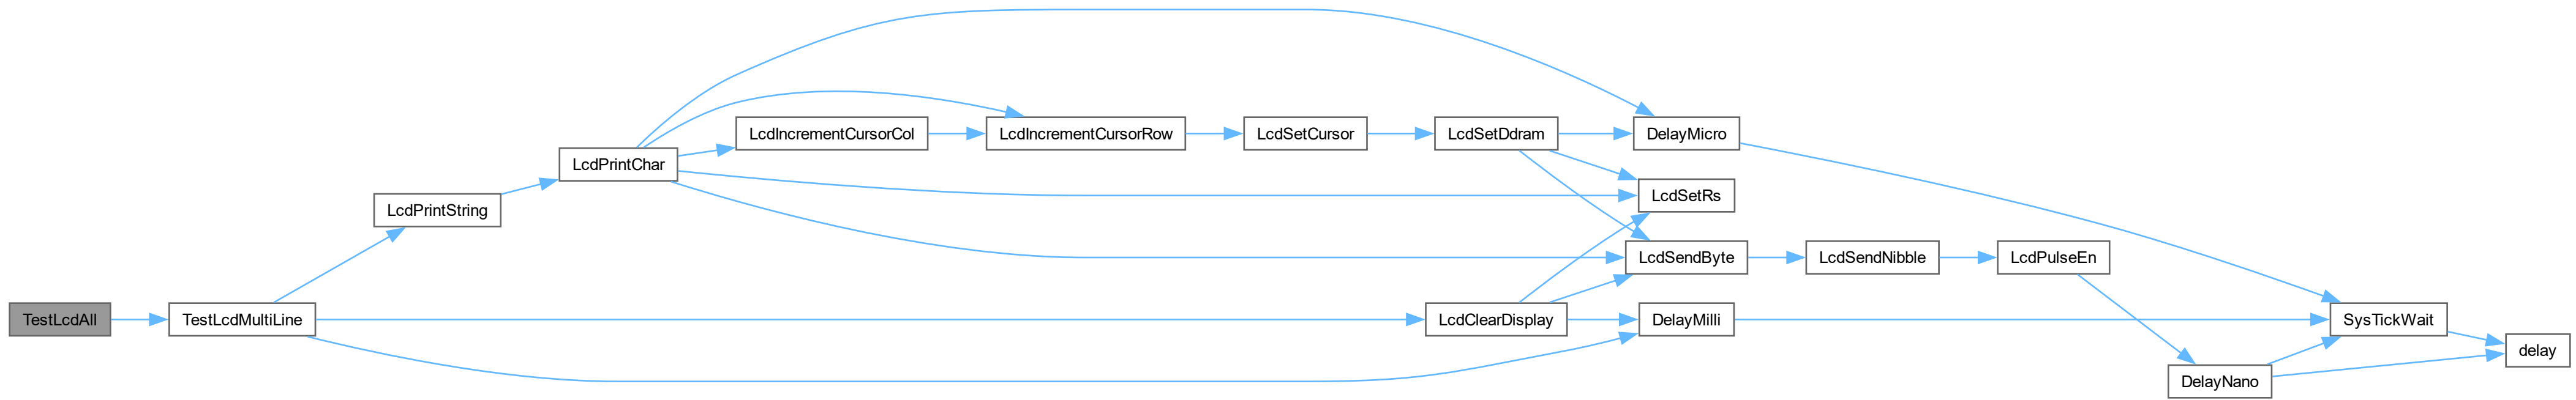 TestLcdAll
TestLcdMultiLine
LcdPrintString
LcdPrintChar
LcdIncrementCursorCol
LcdIncrementCursorRow
LcdSetCursor
LcdSetDdram
DelayMicro
LcdSetRs
LcdSendByte
LcdSendNibble
LcdPulseEn
LcdClearDisplay
DelayMilli
SysTickWait
delay
DelayNano